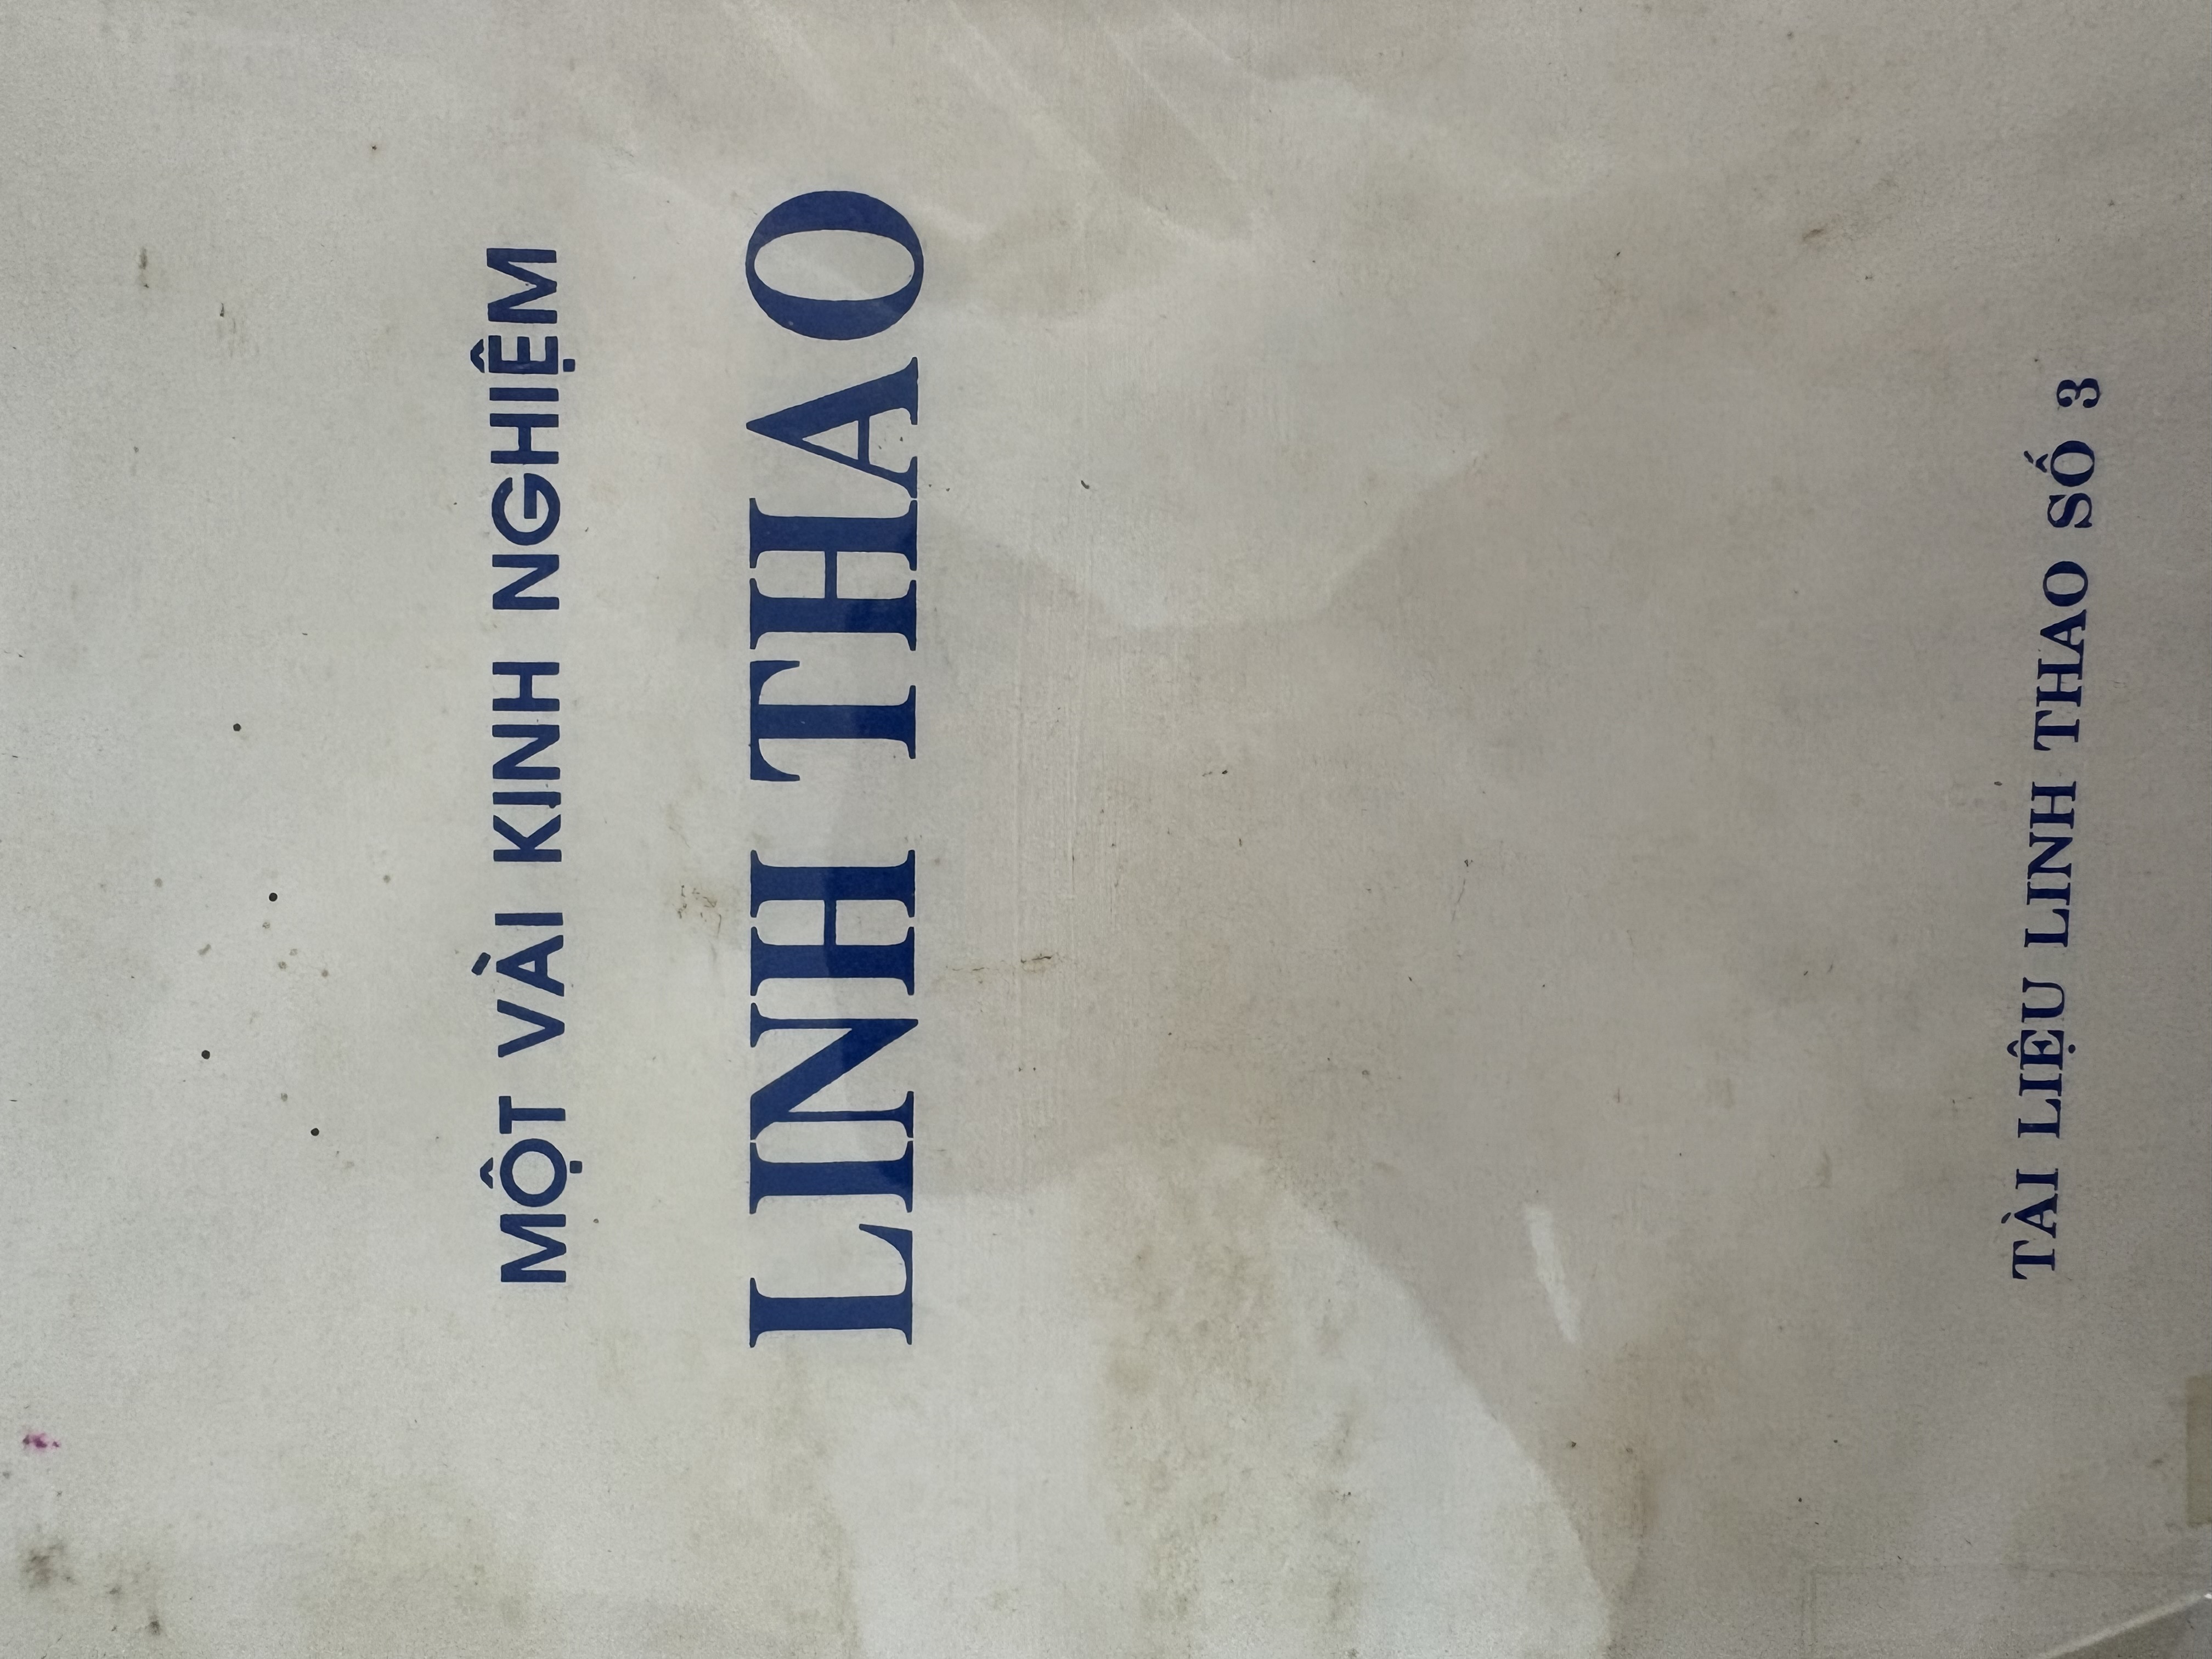 MỘT VÀI KINH NGHIỆM
LINH THAO
TÀI LIỆU LINH THAO SỐ 3